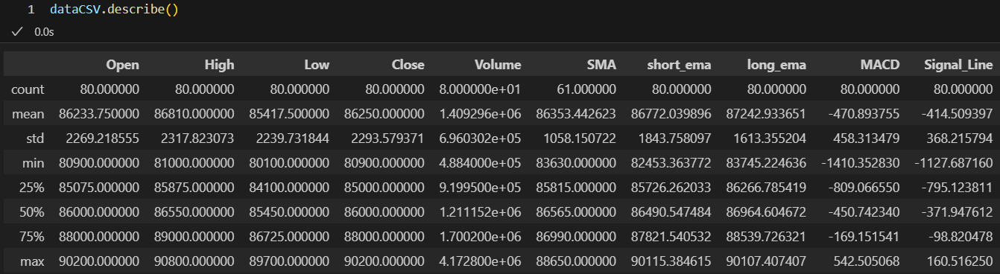 1 dataCSV.describe()
0.0s
Open High Low Close Volume SMA short_ema long_ema MACD Signal_Line
count 80.000000 80.000000 80.000000 80.000000 8.000000e+01 61.000000 80.000000 80.000000 80.000000 80.000000
mean 86233.750000 86810.000000 85417.500000 86250.000000 1.409296e+06 86353.442623 86772.039896 87242.933651 -470.893755 -414.509397
std 2269.218555 2317.823073 2239.731844 2293.579371 6.960302e+05 1058.150722 1843.758097 1613.355204 458.313479 368.215794
min 80900.000000 81000.000000 80100.000000 80900.000000 4.884000e+05 83630.000000 82453.363772 83745.224636 -1410.352830 -1127.687160
25% 85075.000000 85875.000000 84100.000000 85000.000000 9.199500e+05 85815.000000 85726.262033 86266.785419 -809.066550 -795.123811
50% 86000.000000 86550.000000 85450.000000 86000.000000 1.211152e+06 86565.000000 86490.547484 86964.604672 -450.742340 -371.947612
75% 88000.000000 89000.000000 86725.000000 88000.000000 1.700200e+06 86990.000000 87821.540532 88539.726321 -169.151541 -98.820478
max 90200.000000 90800.000000 89700.000000 90200.000000 4.172800e+06 88650.000000 90115.384615 90107.407407 542.505068 160.516250